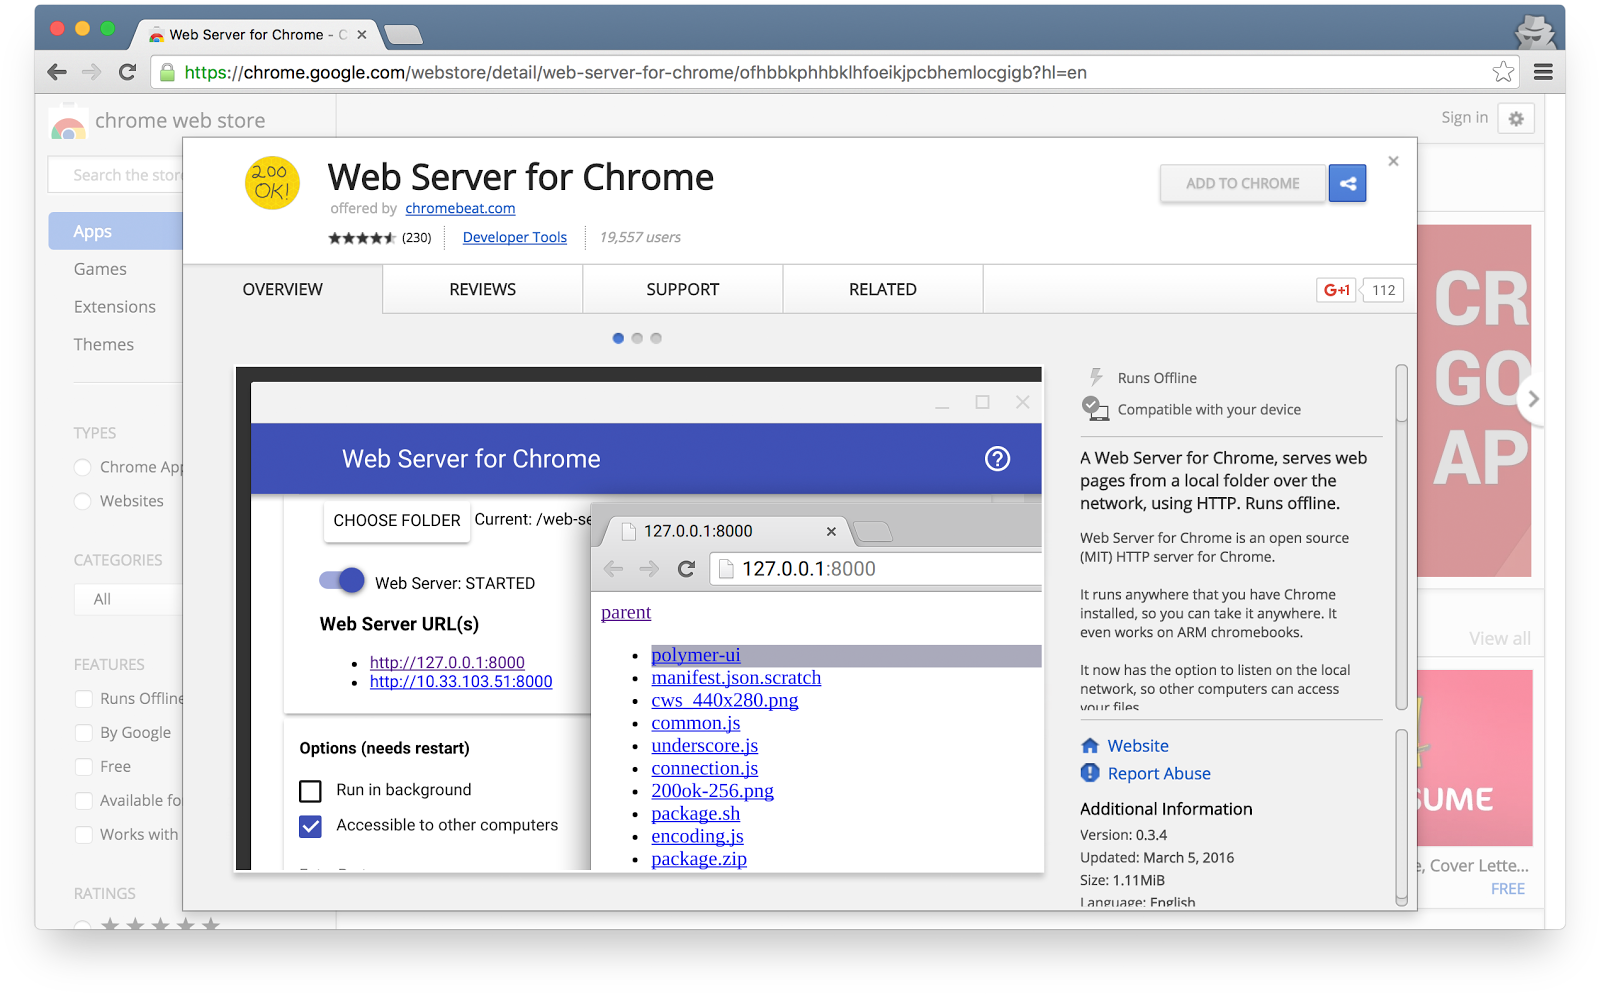 Web Server for Chrome - C
https://chrome.google.com/webstore/detail/web-server-for-chrome/ofhbbkphhbklhfoeikjpcbhemlocgigb?hl=en
chrome web store
Sign in
Search the stor
Apps
Games
Extensions
Themes
TYPES
Chrome App
Websites
CATEGORIES
All
FEATURES
Runs Offline
By Google
Free
Available fo
Works with
RATINGS
200
OK!
Web Server for Chrome
offered by chromebeat.com
(230)
Developer Tools
19,557 users
ADD TO CHROME
OVERVIEW
REVIEWS
SUPPORT
RELATED
G+1
112
Web Server for Chrome
CHOOSE FOLDER
Current: /web-se
Web Server: STARTED
Web Server URL(s)
http://127.0.0.1:8000
http://10.33.103.51:8000
Options (needs restart)
Run in background
Accessible to other computers
127.0.0.1:8000
127.0.0.1:8000
parent
polymer-ui
manifest.json.scratch
cws_440x280.png
common.js
underscore.js
connection.js
200ok-256.png
package.sh
encoding.js
package.zip
Runs Offline
Compatible with your device
A Web Server for Chrome, serves web
pages from a local folder over the
network, using HTTP. Runs offline.
Web Server for Chrome is an open source
(MIT) HTTP server for Chrome.
It runs anywhere that you have Chrome
installed, so you can take it anywhere. It
even works on ARM chromebooks.
It now has the option to listen on the local
network, so other computers can access
your files
Website
Report Abuse
Additional Information
Version: 0.3.4
Updated: March 5, 2016
Size: 1.11MiB
Language: English
CR
GO
AP
View all
SUME
e, Cover Lette...
FREE